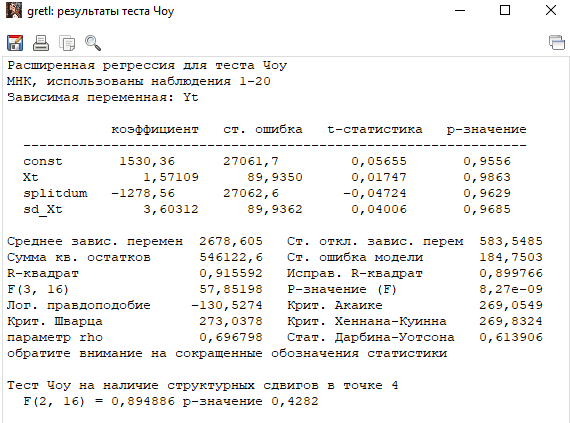 gretl: результаты теста Чоу
Расширенная регрессия для теста Чоу
МНК, использованы наблюдения 1-20
Зависимая переменная: Yt
коэффициент ст. ошибка t-статистика p-значение
---------------------------------------------------------------
const 1530,36 27061,7 0,05655 0,9556
Xt 1,57109 89,9350 0,01747 0,9863
splitdum −1278,56 27062,6 −0,04724 0,9629
sd_Xt 3,60312 89,9362 0,04006 0,9685
Среднее завис. перемен 2678,605 Ст. откл. завис. перем 583,5485
Сумма кв. остатков 546122,6 Ст. ошибка модели 184,7503
R-квадрат 0,915592 Исправ. R-квадрат 0,899766
F(3, 16) 57,85198 P-значение (F) 8,27e-09
Лог. правдоподобие −130,5274 Крит. Акаике 269,0549
Крит. Шварца 273,0378 Крит. Хеннана-Куинна 269,8324
параметр rho 0,696798 Стат. Дарбина-Уотсона 0,613906
обратите внимание на сокращенные обозначения статистики
Тест Чоу на наличие структурных сдвигов в точке 4
F(2, 16) = 0,894886 р-значение 0,4282